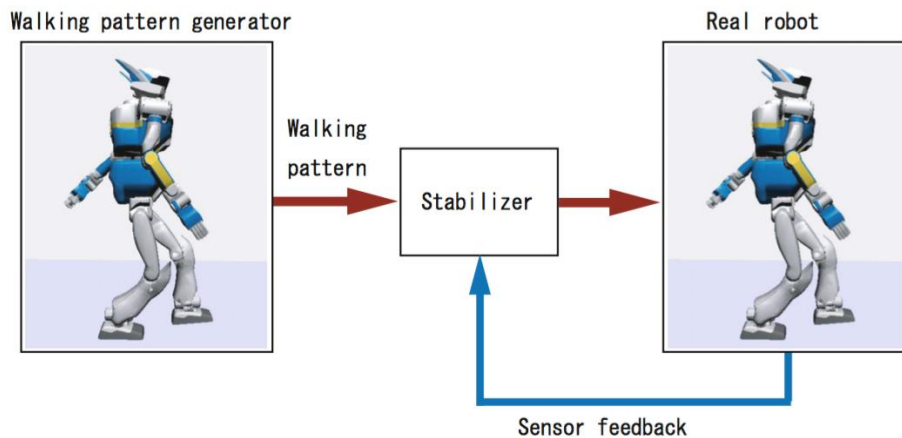 Walking pattern generator
Real robot
Walking
pattern
Stabilizer
Sensor feedback